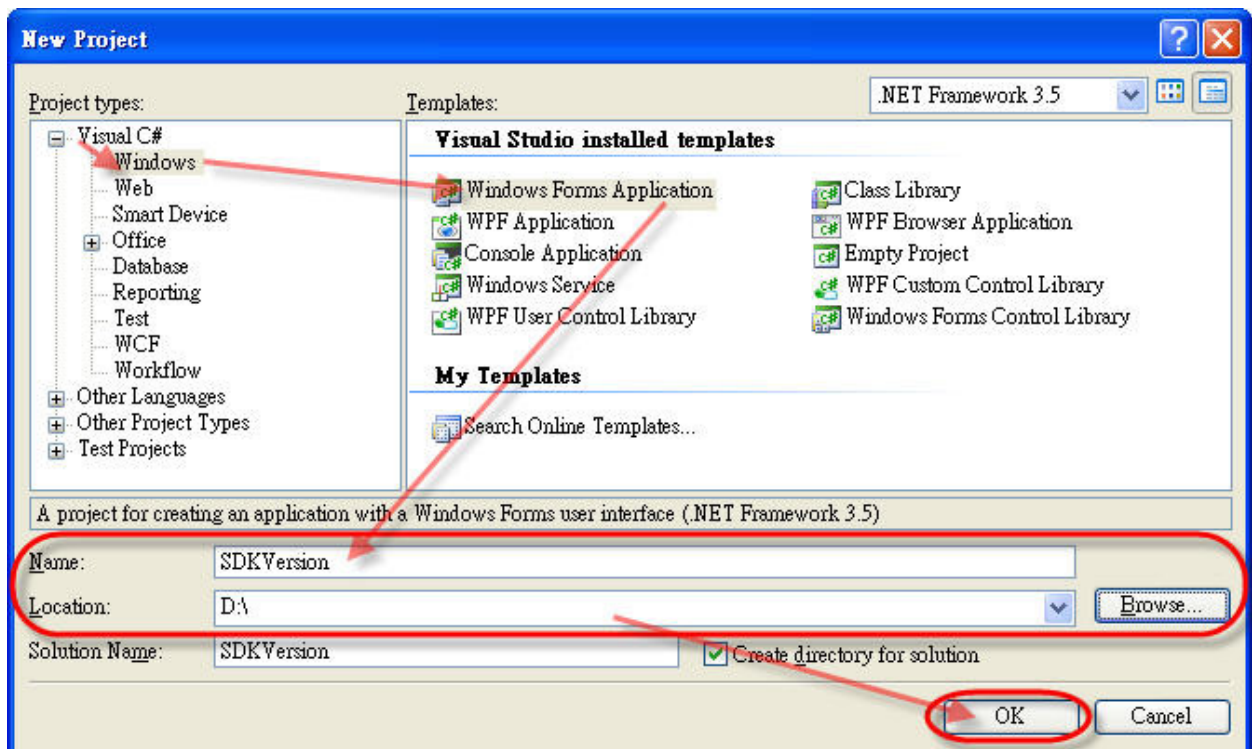 New Project
Project types:
Templates:
.NET Framework 3.5
Visual C#
Windows
Web
Smart Device
Office
Database
Reporting
Test
WCF
Workflow
Other Languages
Other Project Types
Test Projects
Visual Studio installed templates
Windows Forms Application
WPF Application
Console Application
Windows Service
WPF User Control Library
Class Library
WPF Browser Application
Empty Project
WPF Custom Control Library
Windows Forms Control Library
My Templates
Search Online Templates...
A project for creating an application with a Windows Forms user interface (.NET Framework 3.5)
Name:
SDKVersion
Location:
D:\
Browse...
Solution Name:
SDKVersion
Create directory for solution
OK
Cancel